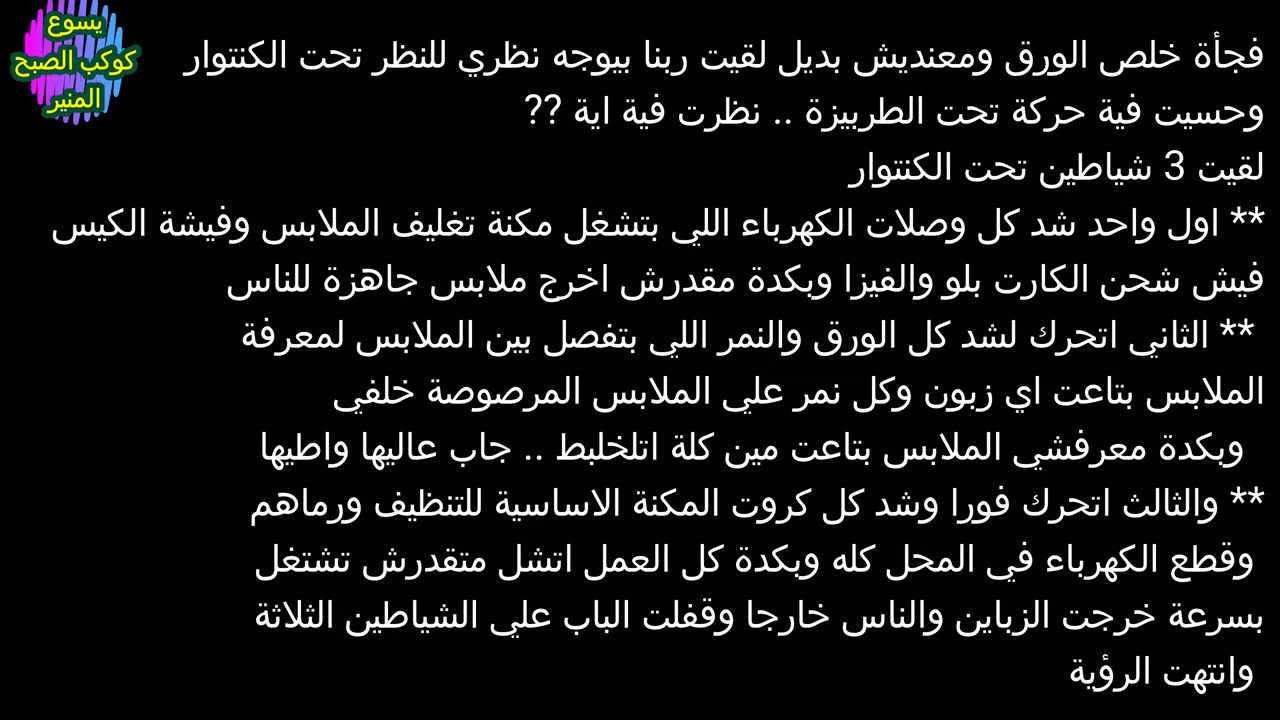 يسوع
كوكب الصبح
المنير
فجأة خلص الورق ومعنديش بديل لقيت ربنا بيوجه نظري للنظر تحت الكنتوار
وحسيت فية حركة تحت الطربيزة .. نظرت فية اية ??
لقيت 3 شياطين تحت الكنتوار
** اول واحد شد كل وصلات الكهرباء اللي بتشغل مكنة تغليف الملابس وفيشة الكيس
فيش شحن الكارت بلو والفيزا وبكدة مقدرش اخرج ملابس جاهزة للناس
** الثاني اتحرك لشد كل الورق والنمر اللي بتفصل بين الملابس لمعرفة
الملابس بتاعت اي زبون وكل نمر علي الملابس المرصوصة خلفي
وبكدة معرفشي الملابس بتاعت مين كلة اتلخلبط .. جاب عاليها واطيها
** والثالث اتحرك فورا وشد كل كروت المكنة الاساسية للتنظيف ورماهم
وقطع الكهرباء في المحل كله وبكدة كل العمل اتشل متقدرش تشتغل
بسرعة خرجت الزباين والناس خارجا وقفلت الباب علي الشياطين الثلاثة
وانتهت الرؤية